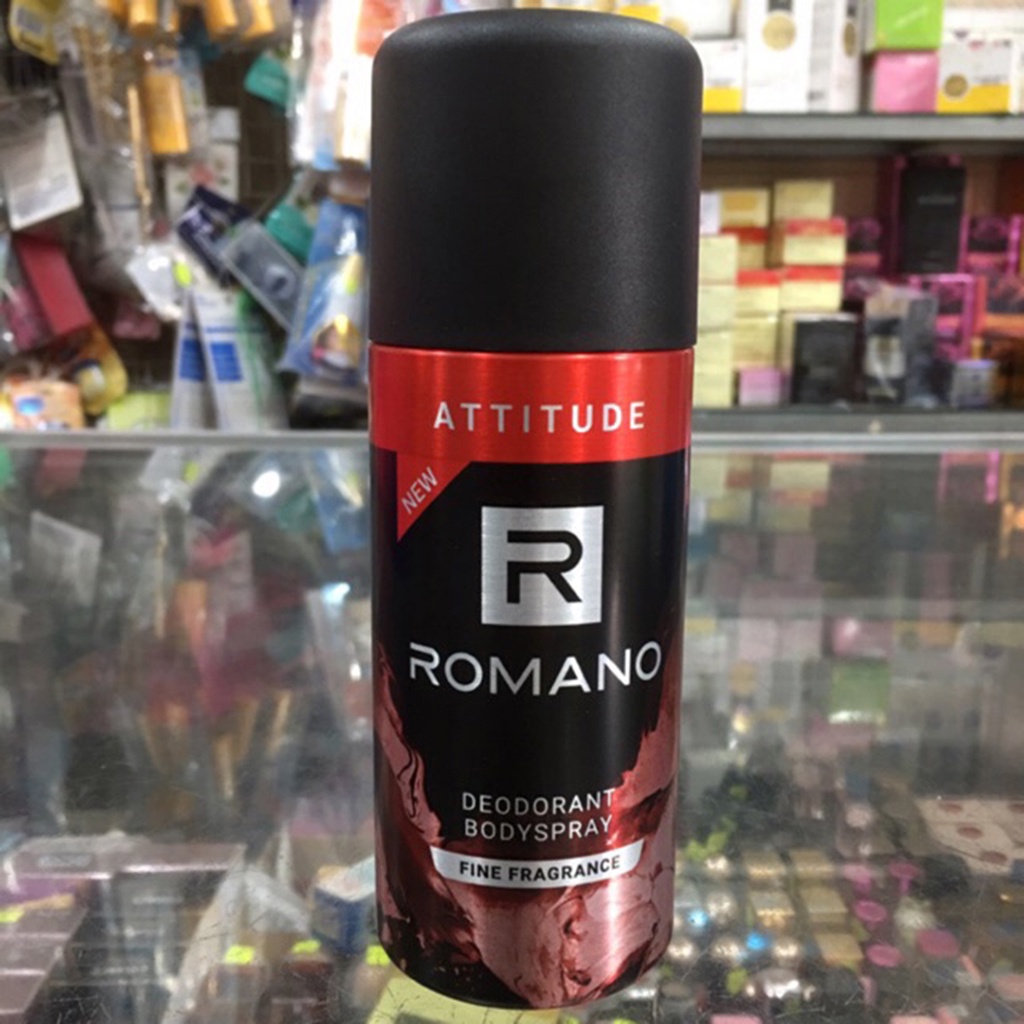 ATTITUDE
NEW
R
ROMANO
DEODORANT
BODYSPRAY
FINE FRAGRANCE